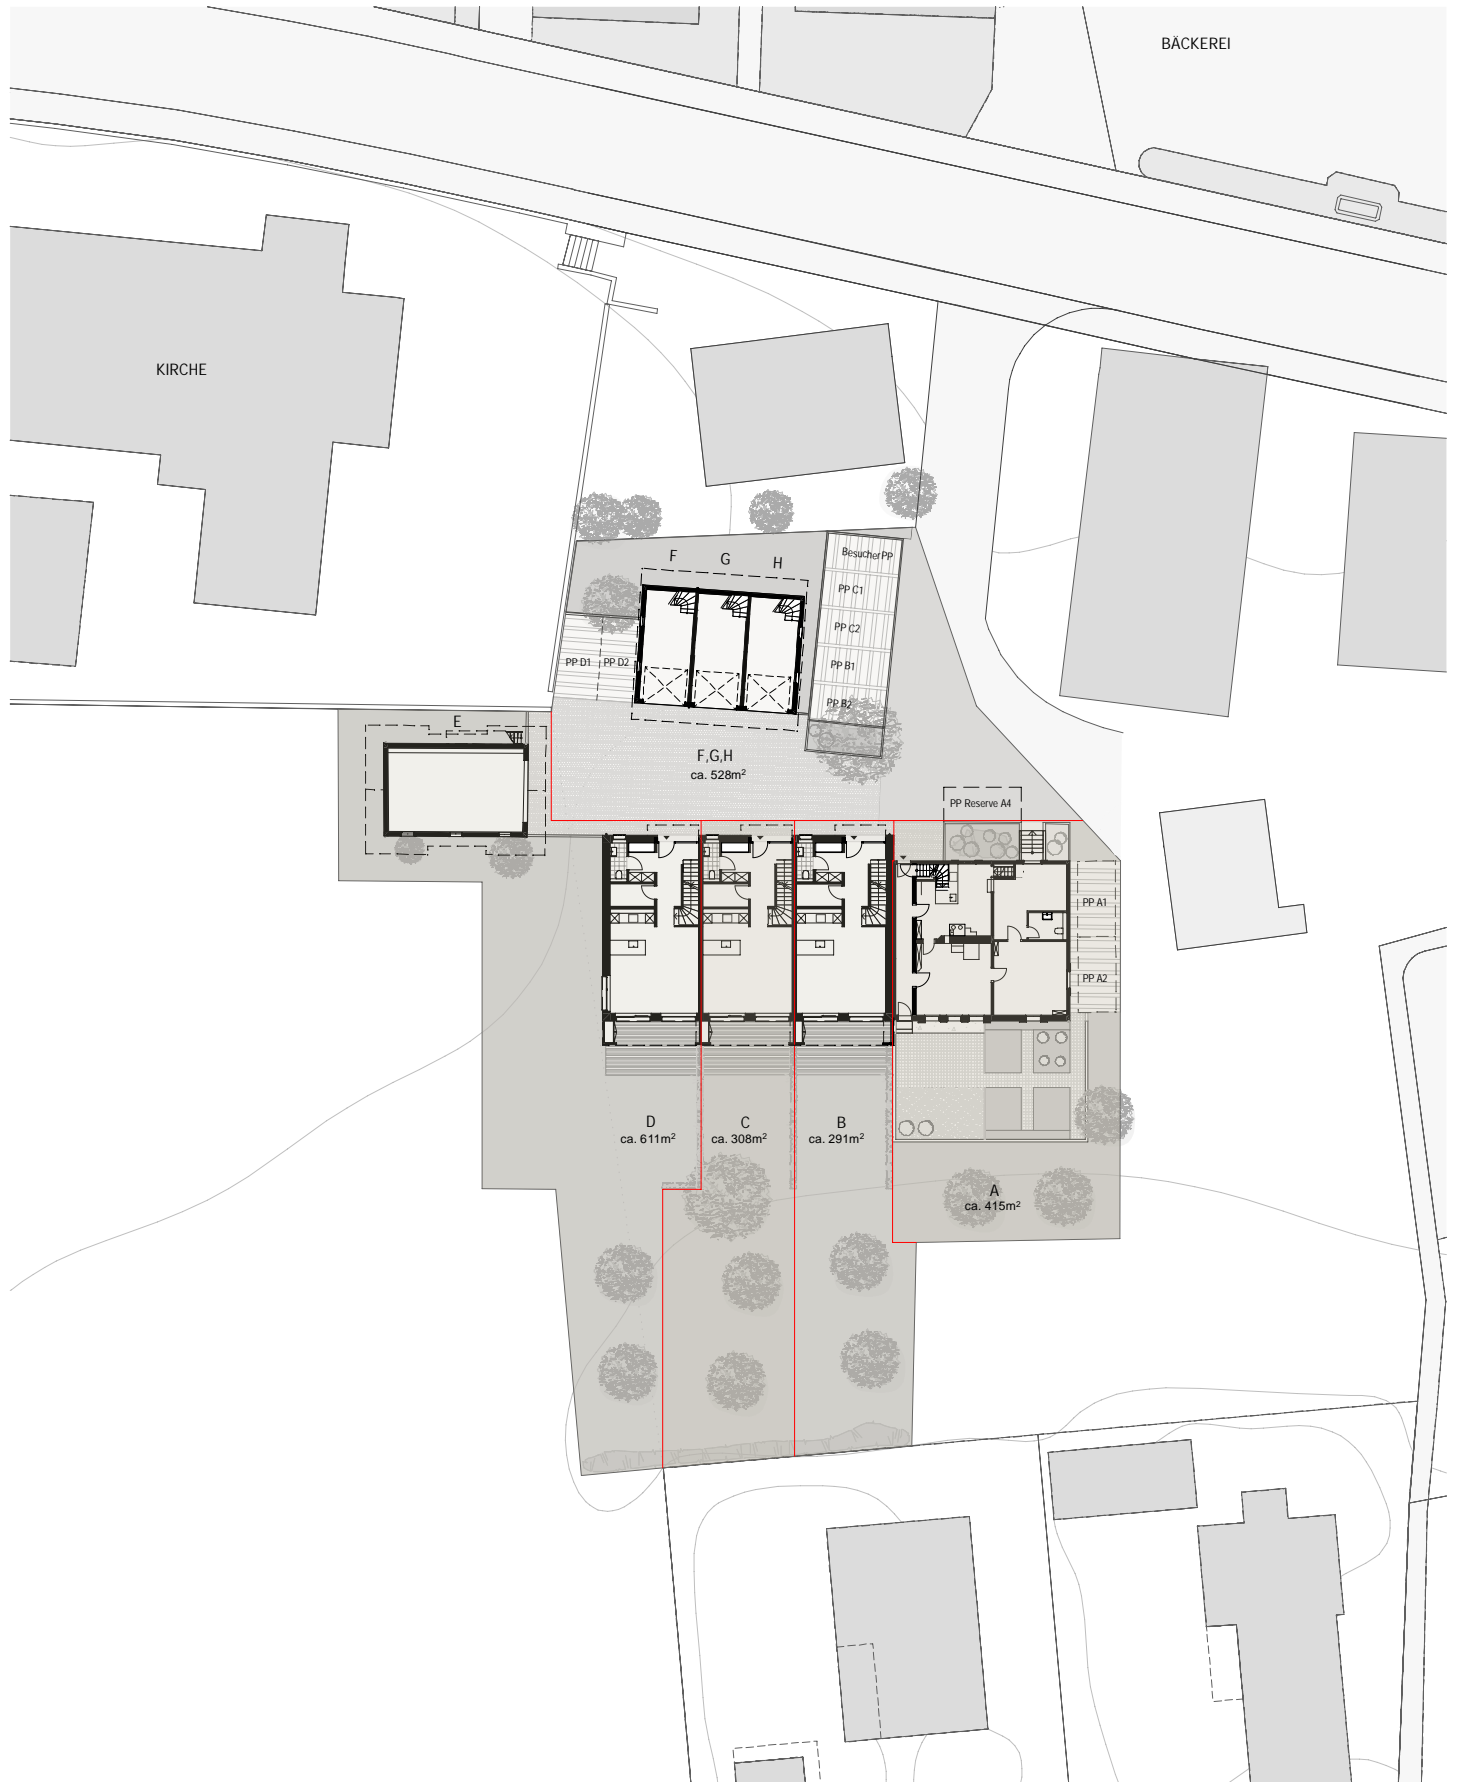 BÄCKEREI
KIRCHE
F
G
H
Besucher PP
PP C1
PP C2
PP B1
PP B2
PP D1
PP D2
E
F,G,H
ca. 528m²
PP Reserve A4
PP A1
PP A2
D
ca. 611m²
C
ca. 308m²
B
ca. 291m²
A
ca. 415m²